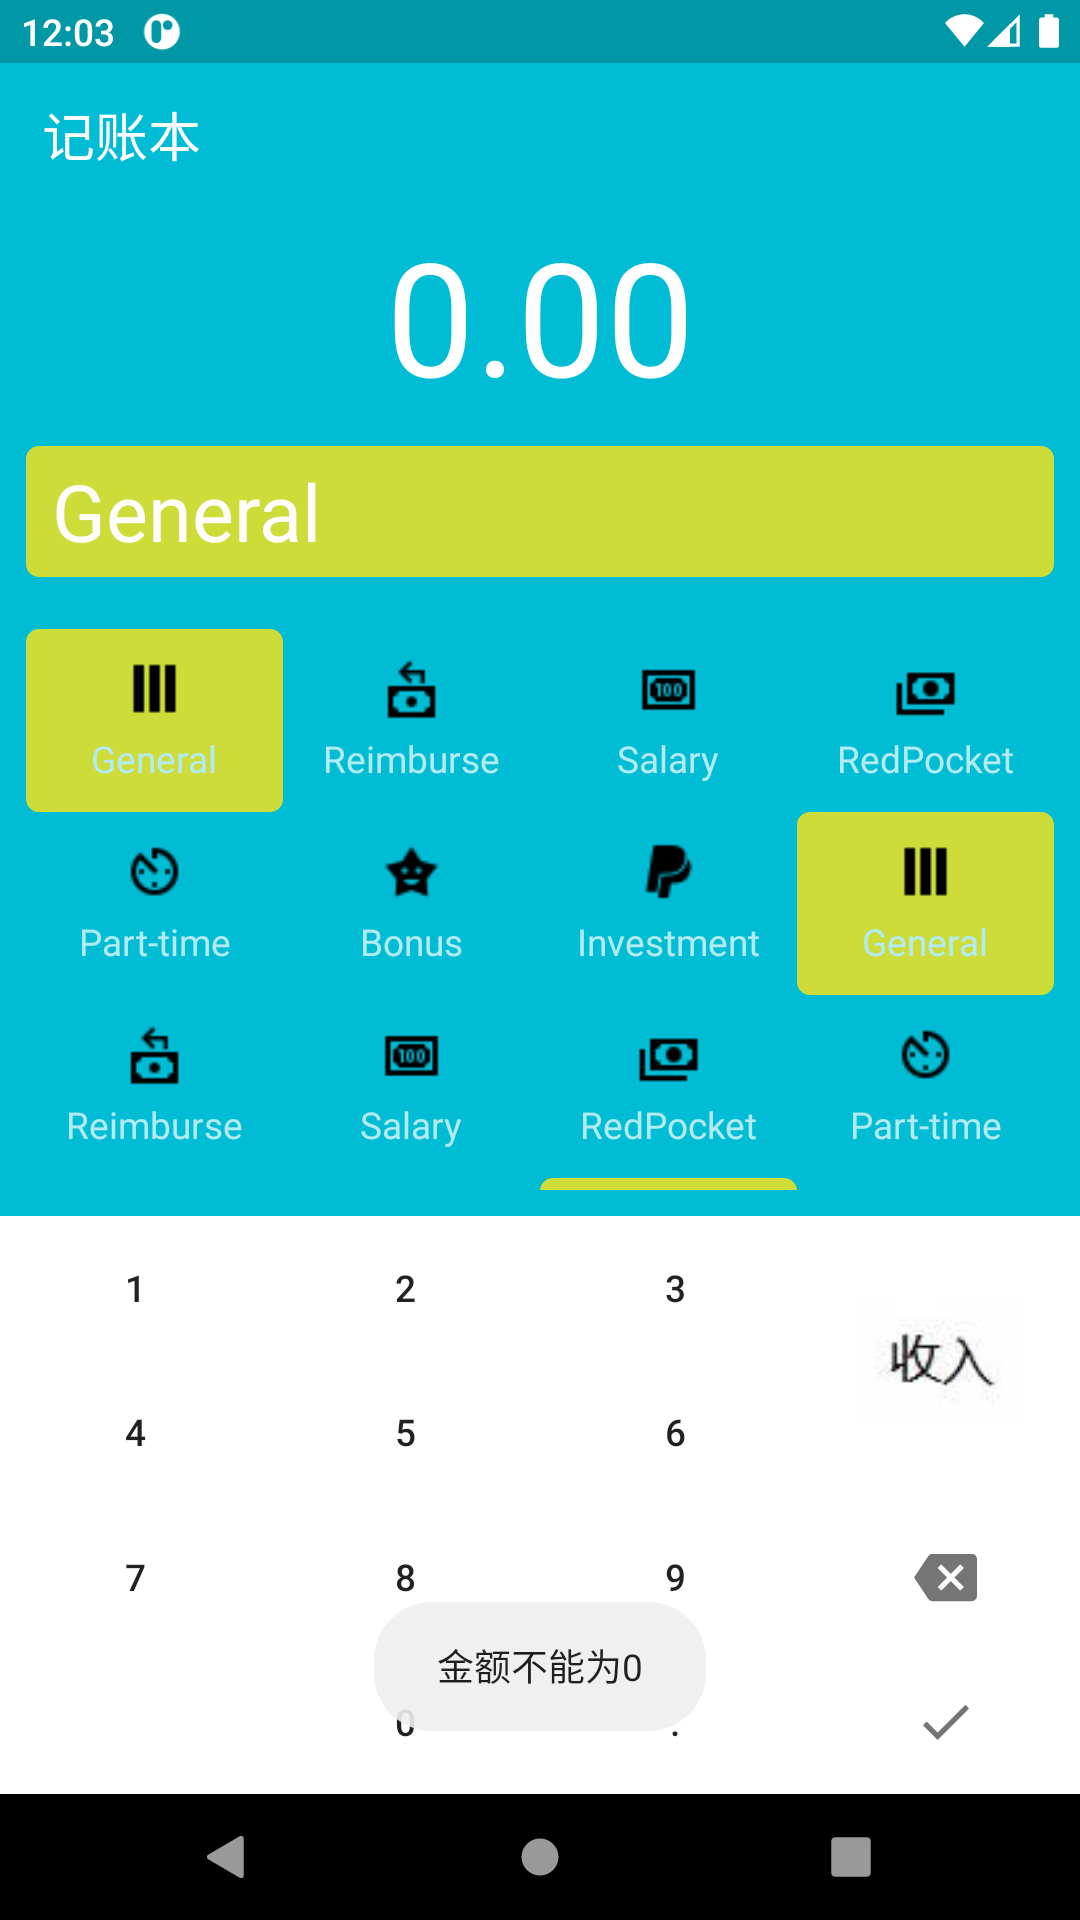 12:03
记账本
0.00
General
General Reimburse Salary RedPocket
Part-time Bonus Investment General
Reimburse Salary RedPocket Part-time
1 2 3
收入
4 5 6
7 8 9
金额不能为0
0 .